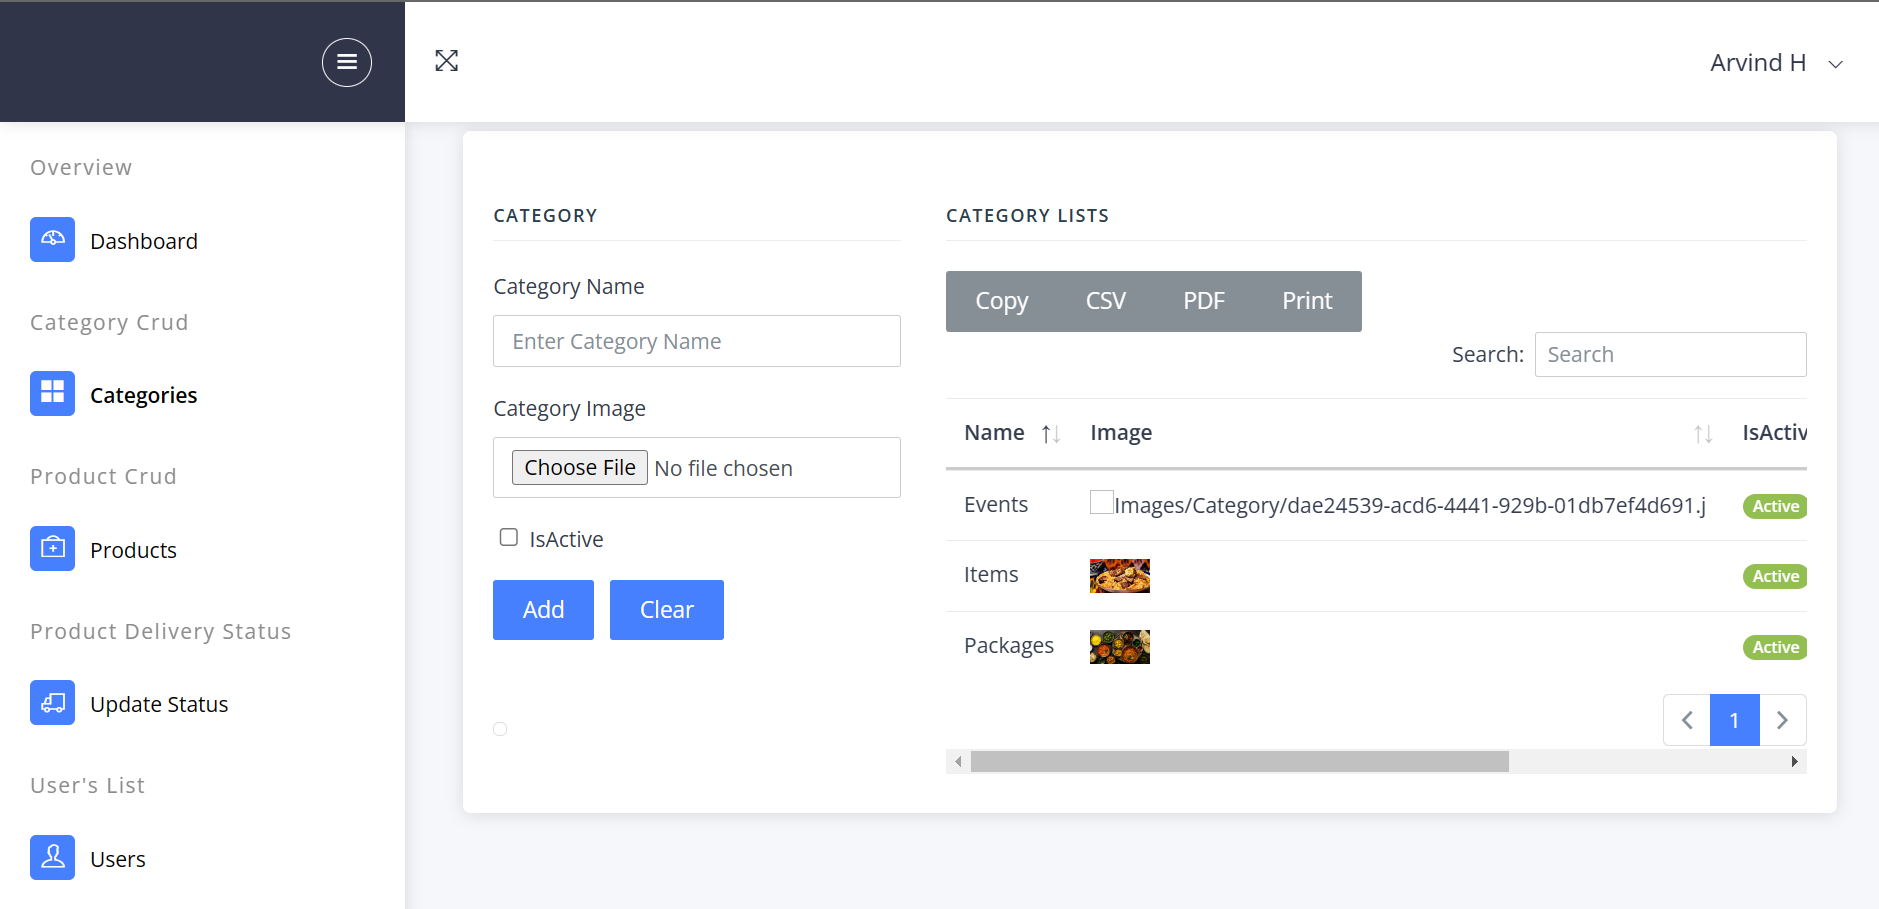 Arvind H
Overview
Dashboard
Category Crud
Categories
Product Crud
Products
Product Delivery Status
Update Status
User's List
Users
CATEGORY
Category Name
Enter Category Name
Category Image
Choose File No file chosen
IsActive
Add Clear
CATEGORY LISTS
Copy CSV PDF Print
Search: Search
Name Image IsActiv
Events Images/Category/dae24539-acd6-4441-929b-01db7ef4d691.j Active
Items Active
Packages Active
1